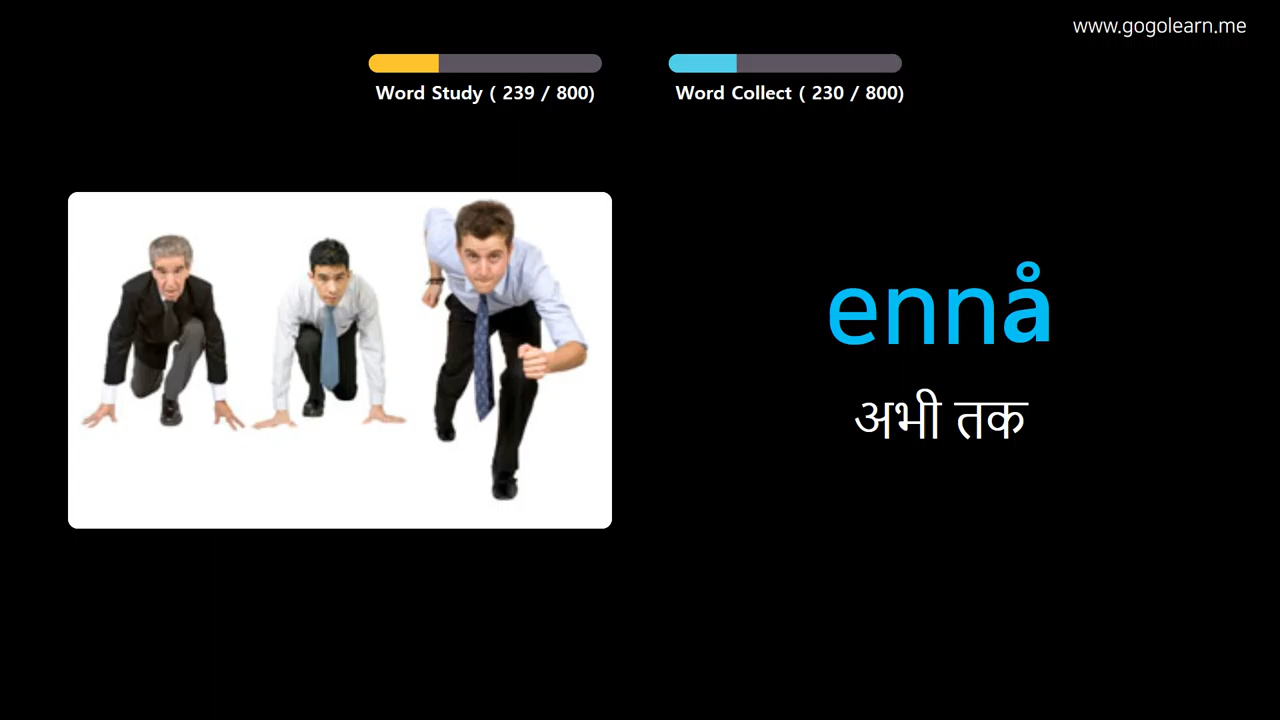 www.gogolearn.me
Word Study ( 239 / 800)
Word Collect ( 230 / 800)
ennå
अभी तक